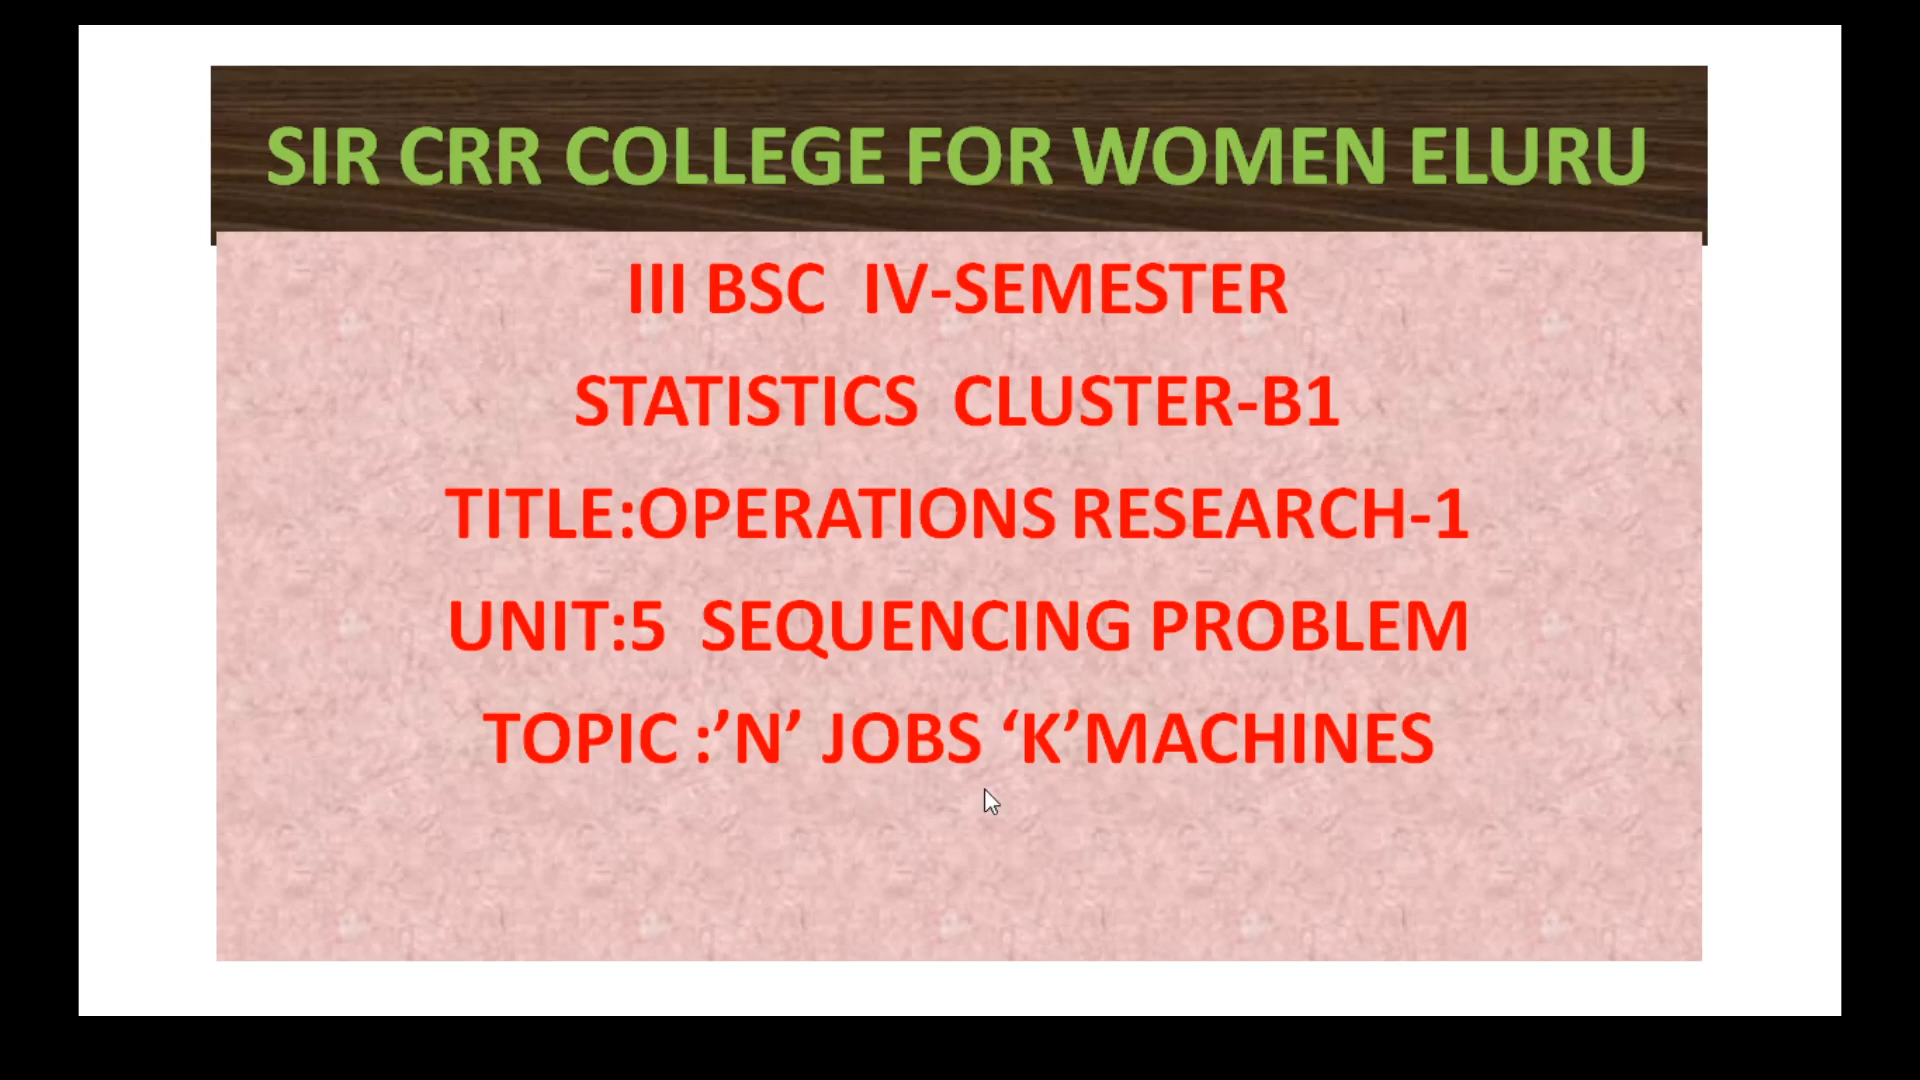 SIR CRR COLLEGE FOR WOMEN ELURU
III BSC  IV-SEMESTER
STATISTICS  CLUSTER-B1
TITLE:OPERATIONS RESEARCH-1
UNIT:5  SEQUENCING PROBLEM
TOPIC :’N’ JOBS ‘K’MACHINES